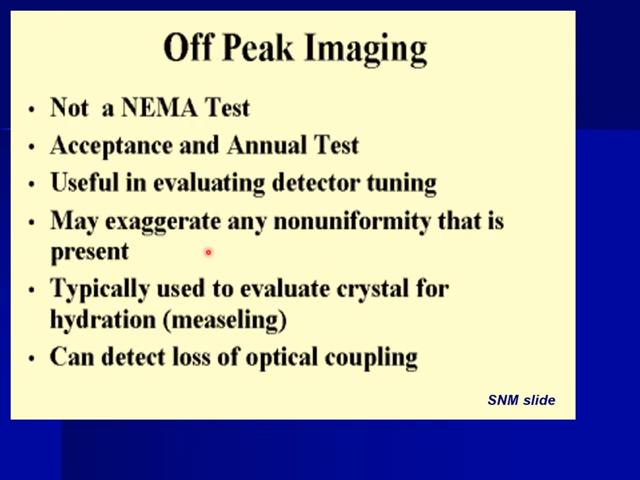 Off Peak Imaging
• Not a NEMA Test
• Acceptance and Annual Test
• Useful in evaluating detector tuning
• May exaggerate any nonuniformity that is
present
• Typically used to evaluate crystal for
hydration (measeling)
• Can detect loss of optical coupling
SNM slide